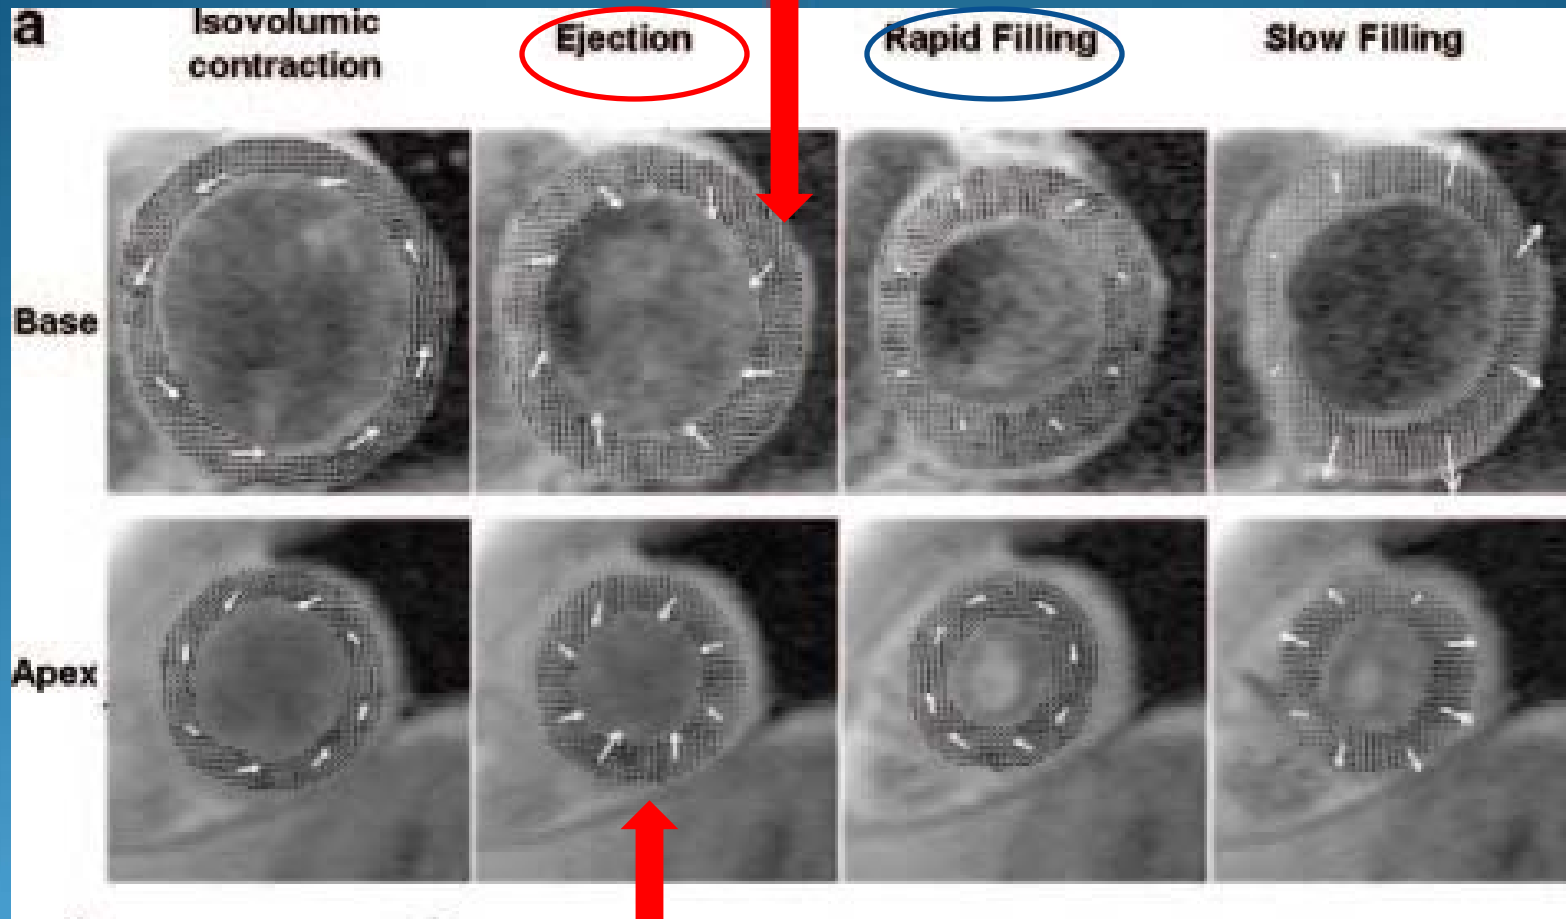 a
Isovolumic
contraction
Ejection
Rapid Filling
Slow Filling
Base
Apex